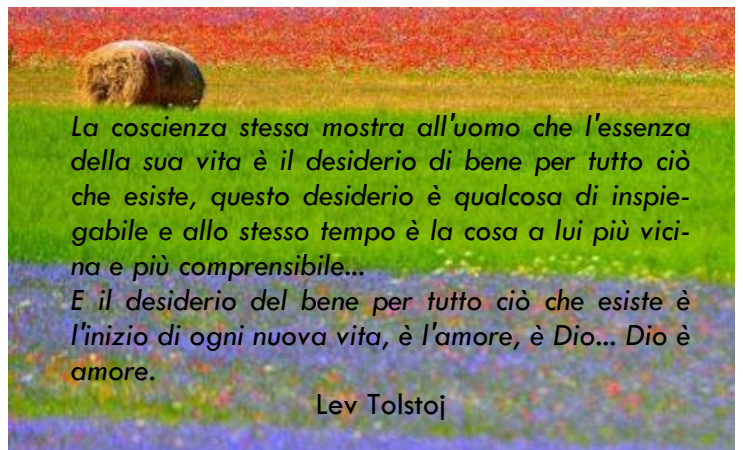 La coscienza stessa mostra all'uomo che l'essenza
della sua vita è il desiderio di bene per tutto ciò
che esiste, questo desiderio è qualcosa di inspie-
gabile e allo stesso tempo è la cosa a lui più vici-
na e più comprensibile...
E il desiderio del bene per tutto ciò che esiste è
l'inizio di ogni nuova vita, è l'amore, è Dio... Dio è
amore.
Lev Tolstoj